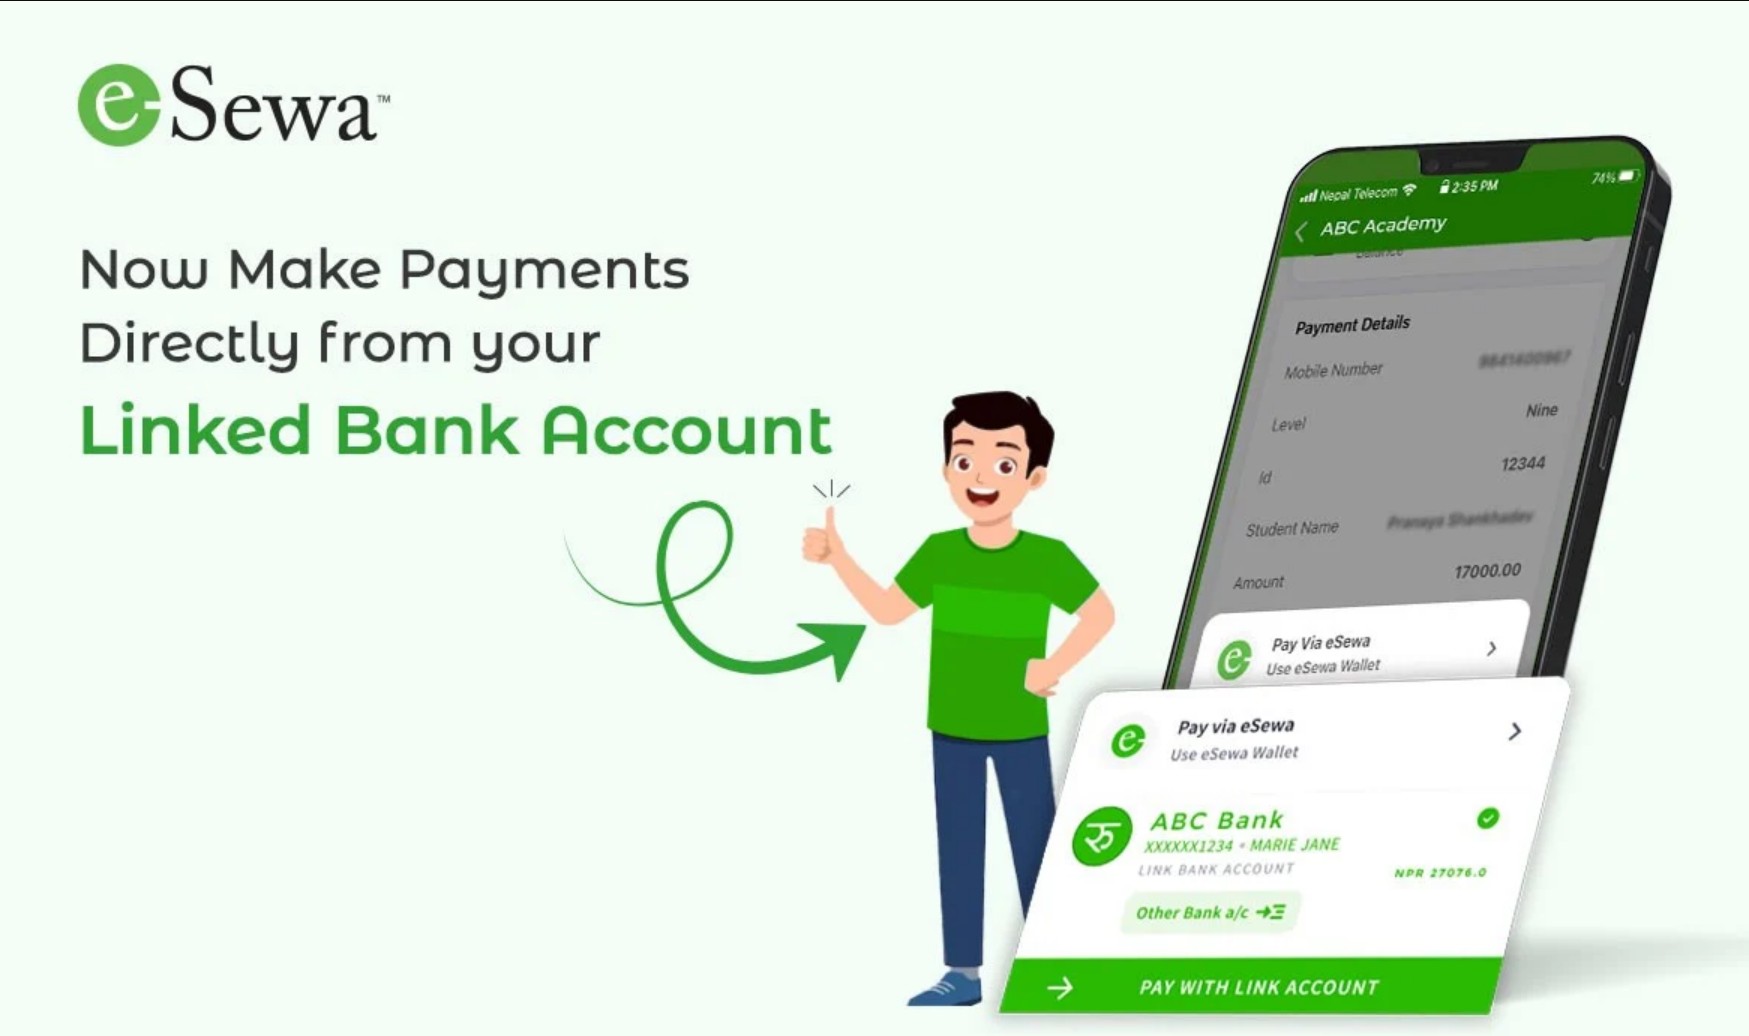 e-Sewa™
Now Make Payments
Directly from your
Linked Bank Account
Nepal Telecom 2:35 PM 74%
ABC Academy
Balance
Payment Details
Mobile Number
Level Nine
Id 12344
Student Name
Amount 17000.00
Pay Via eSewa
Use eSewa Wallet
Pay via eSewa
Use eSewa Wallet
रु
ABC Bank
XXXXXX1234 • MARIE JANE
LINK BANK ACCOUNT
NPR 27076.0
Other Bank a/c
PAY WITH LINK ACCOUNT